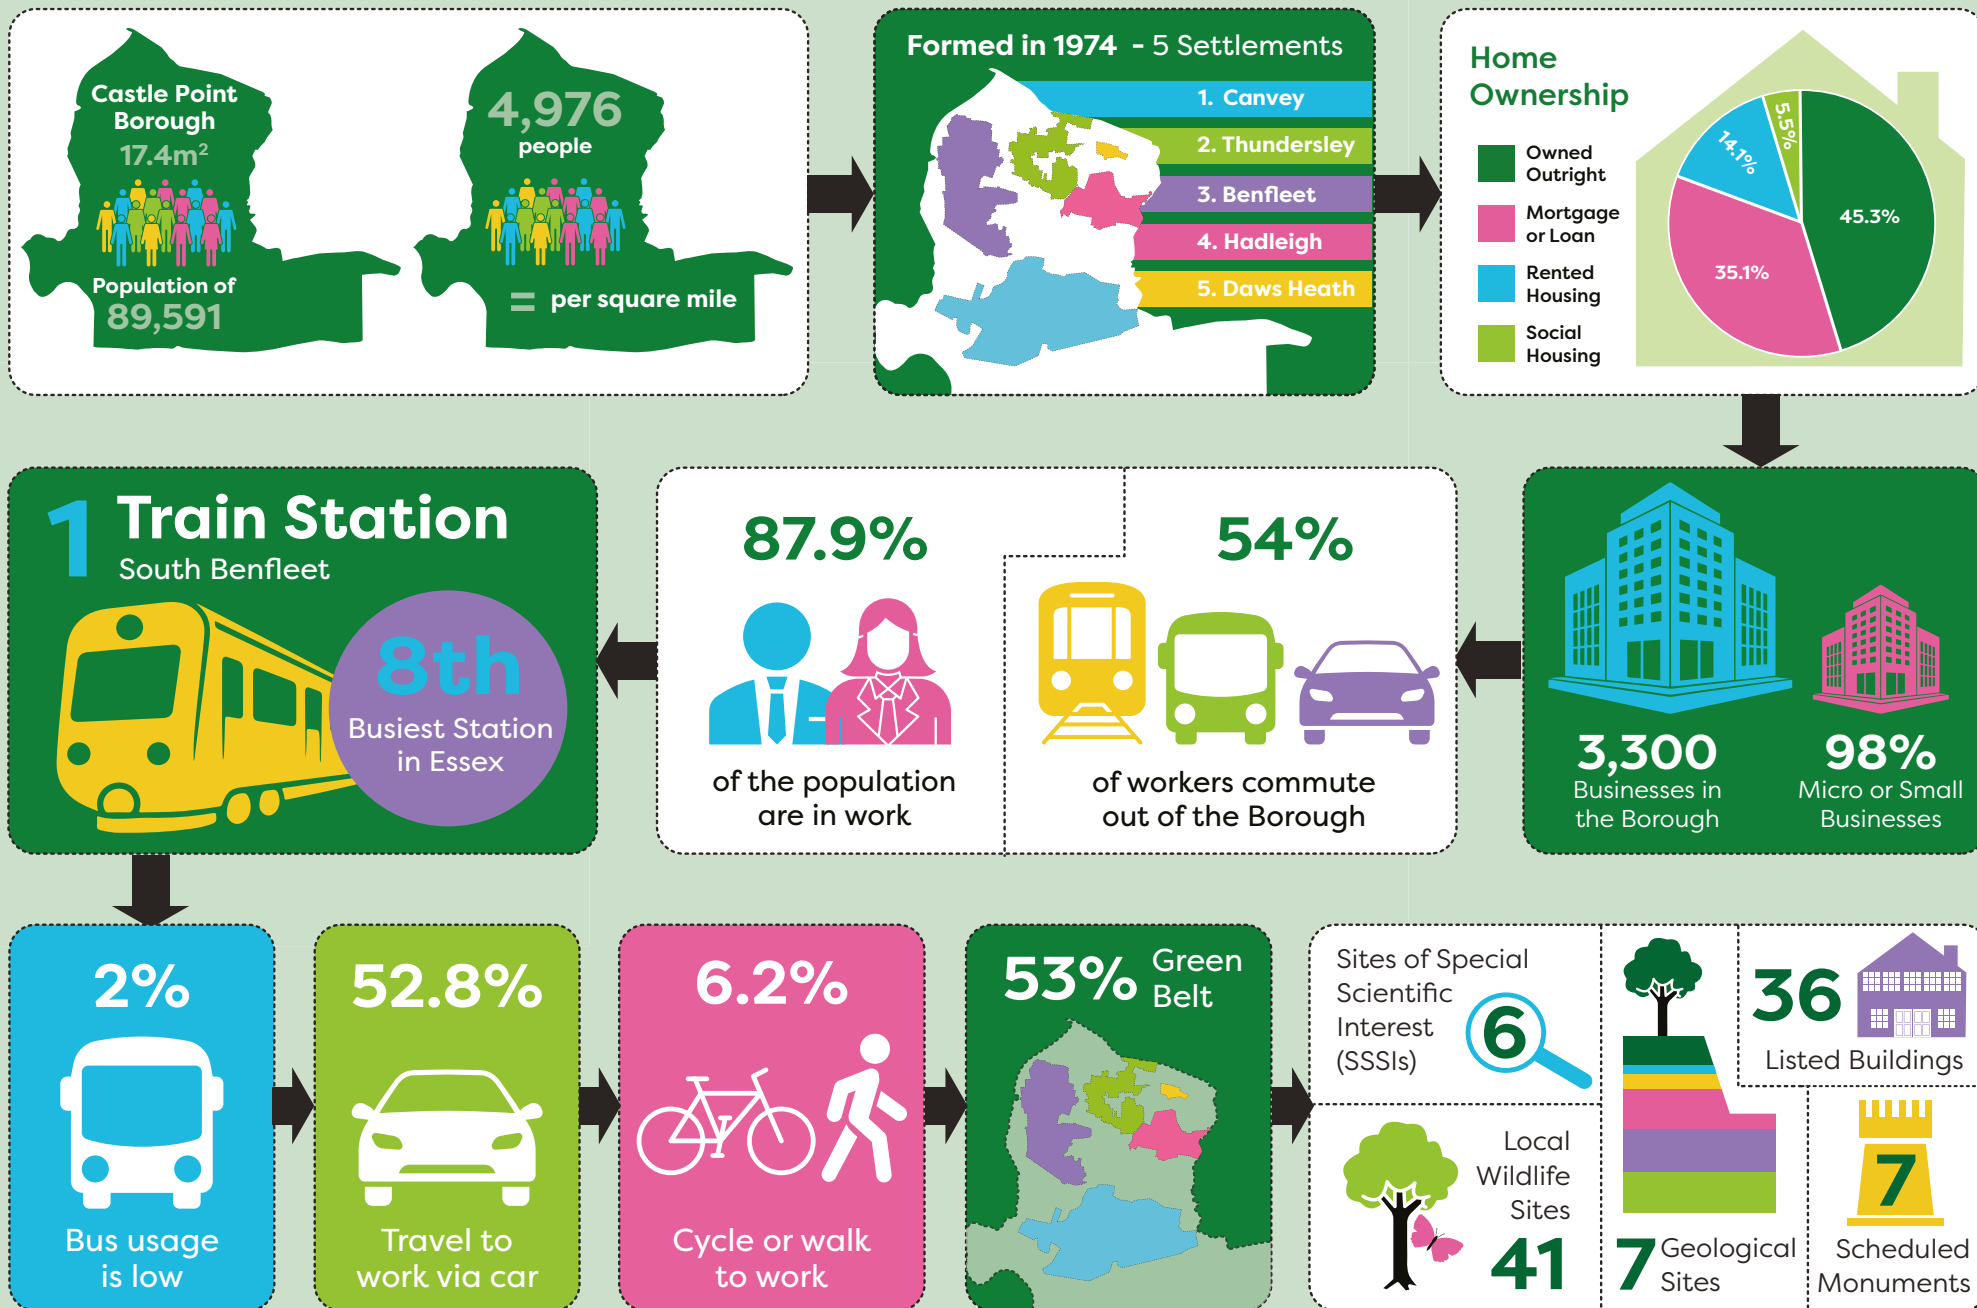 Castle Point
Borough
17.4m²
Population of
89,591
4,976
people
= per square mile
Formed in 1974 - 5 Settlements
1. Canvey
2. Thundersley
3. Benfleet
4. Hadleigh
5. Daws Heath
Home
Ownership
Owned
Outright
Mortgage
or Loan
Rented
Housing
Social
Housing
5.5%
14.1%
45.3%
35.1%
1 Train Station
South Benfleet
8th
Busiest Station
in Essex
87.9%
of the population
are in work
54%
of workers commute
out of the Borough
3,300
Businesses in
the Borough
98%
Micro or Small
Businesses
2%
Bus usage
is low
52.8%
Travel to
work via car
6.2%
Cycle or walk
to work
53% Green
Belt
Sites of Special
Scientific
Interest
(SSSIs)
6
Local
Wildlife
Sites
41
7 Geological
Sites
36
Listed Buildings
7
Scheduled
Monuments